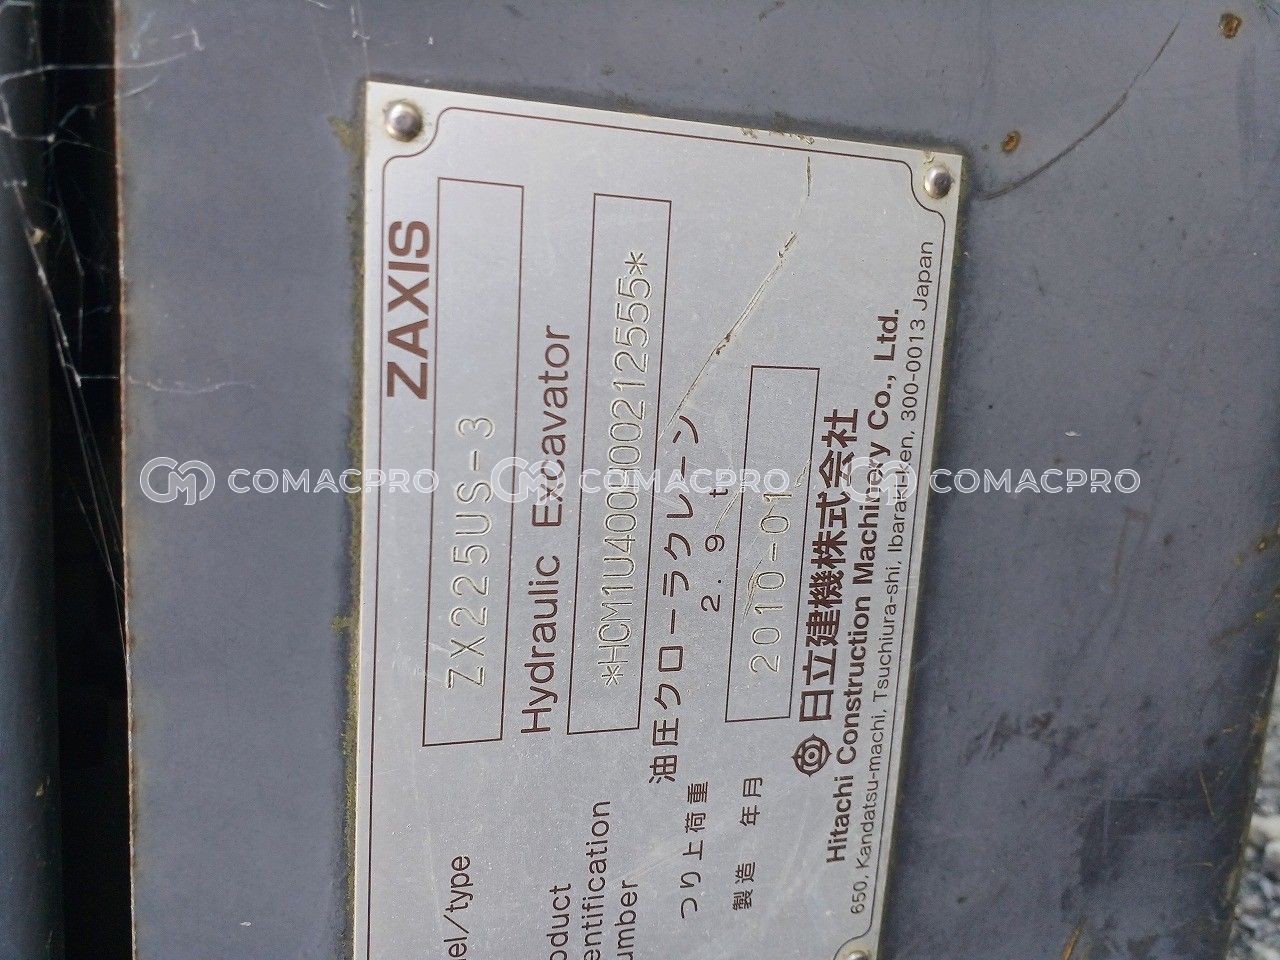 ZAXIS
el/type ZX225US-3
Hydraulic Excavator
oduct
entification
umber
*HCM1U400U00212555*
油圧クローラクレーン
つり上荷重 2.9 t
製造 年月 2010-01
日立建機株式会社
Hitachi Construction Machinery Co., Ltd.
650, Kandatsu-machi, Tsuchiura-shi, Ibaraki-ken, 300-0013 Japan
COMACPRO COMACPRO COMACPRO